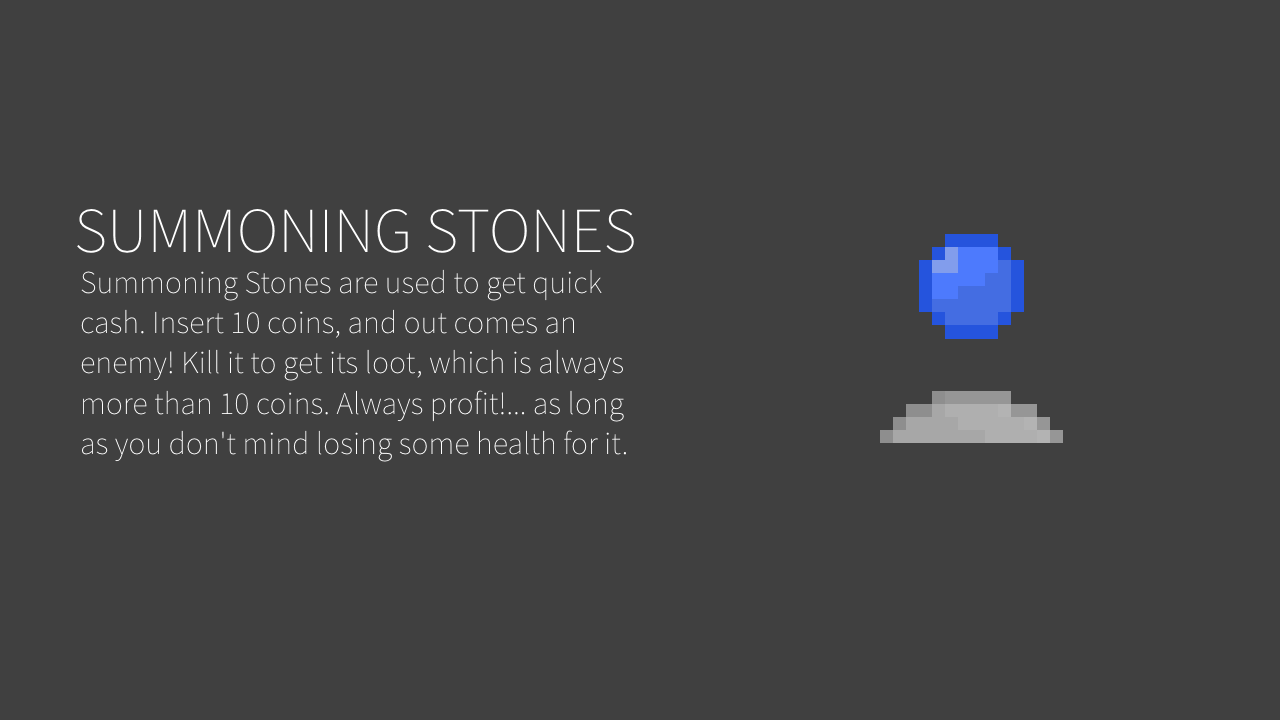 SUMMONING STONES
Summoning Stones are used to get quick
cash. Insert 10 coins, and out comes an
enemy! Kill it to get its loot, which is always
more than 10 coins. Always profit!... as long
as you don't mind losing some health for it.